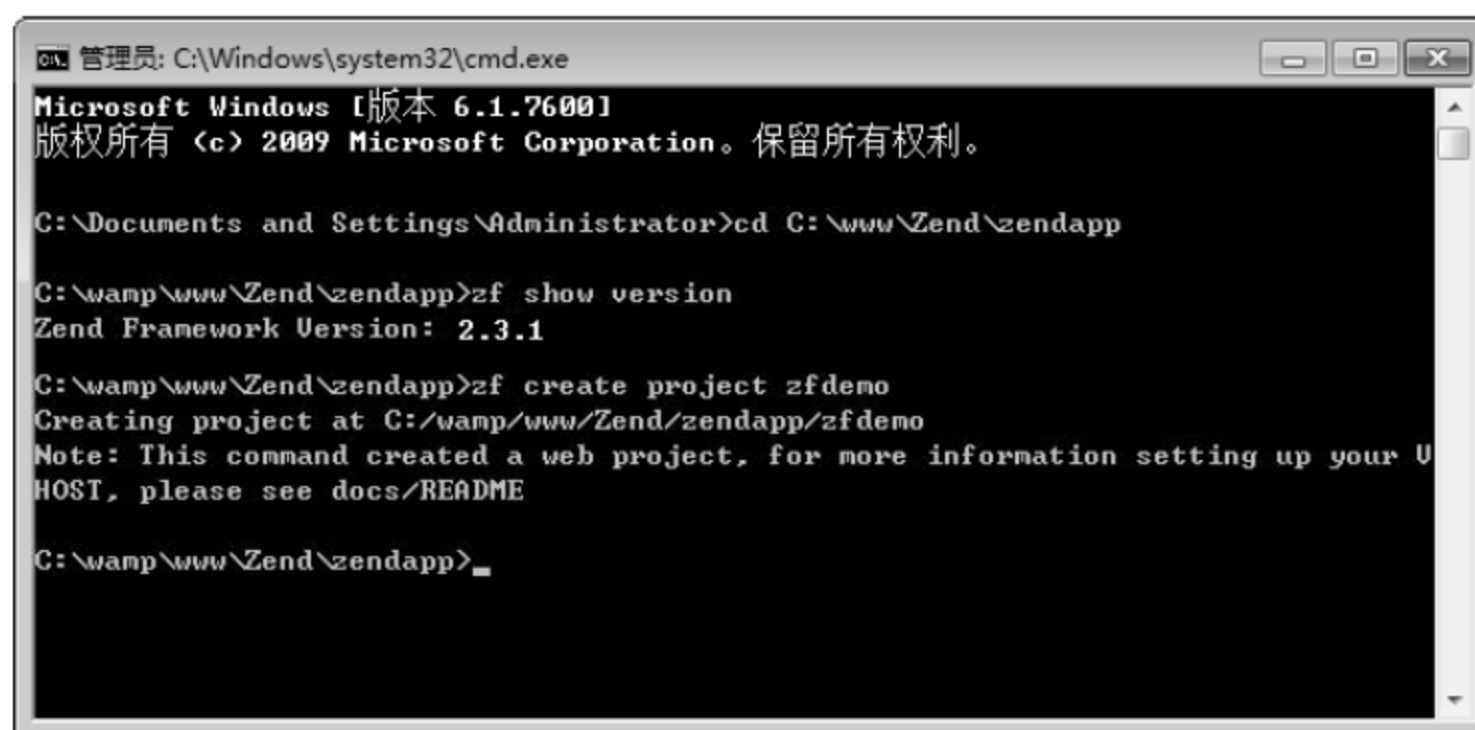 管理员: C:\Windows\system32\cmd.exe
Microsoft Windows [版本 6.1.7600]
版权所有 (c) 2009 Microsoft Corporation。保留所有权利。
C:\Documents and Settings\Administrator>cd C:\www\Zend\zendapp
C:\wamp\www\Zend\zendapp>zf show version
Zend Framework Version: 2.3.1
C:\wamp\www\Zend\zendapp>zf create project zfdemo
Creating project at C:/wamp/www/Zend/zendapp/zfdemo
Note: This command created a web project, for more information setting up your V
HOST, please see docs/README
C:\wamp\www\Zend\zendapp>